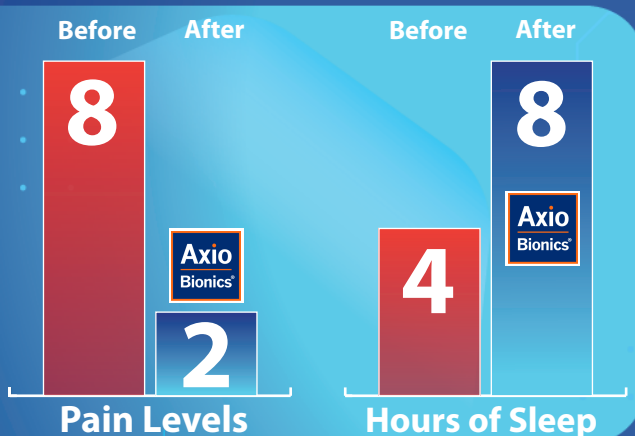 Before After
8
Axio
Bionics®
2
Pain Levels
Before After
8
Axio
Bionics®
4
Hours of Sleep